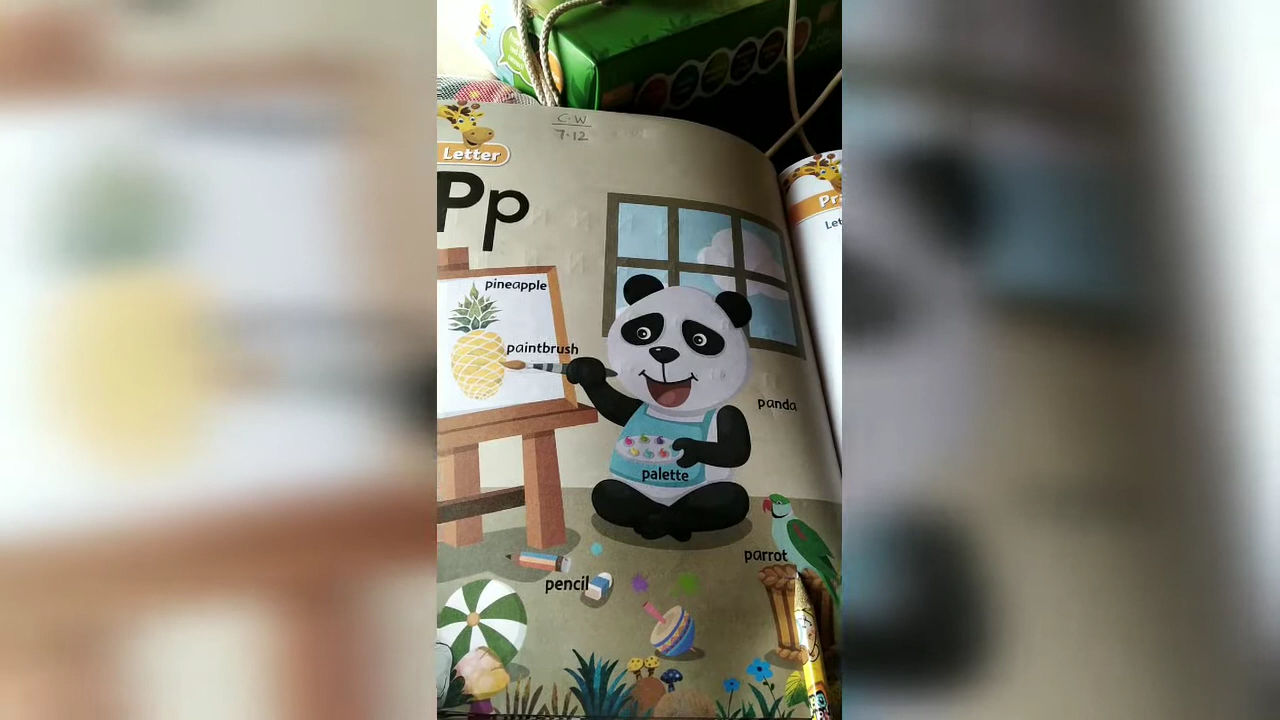 C.W
7.12
Letter
Pp
pineapple
paintbrush
panda
palette
parrot
pencil